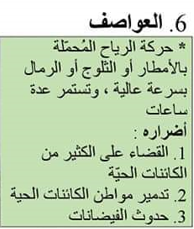 6. العواصف
* حركة الرياح المُحمّلة
بالأمطار أو الثلوج أو الرمال
بسرعة عالية ، وتستمر عدة
ساعات
أضراره :
1. القضاء على الكثير من
الكائنات الحيّة
2. تدمير مواطن الكائنات الحية
3. حدوث الفيضانات